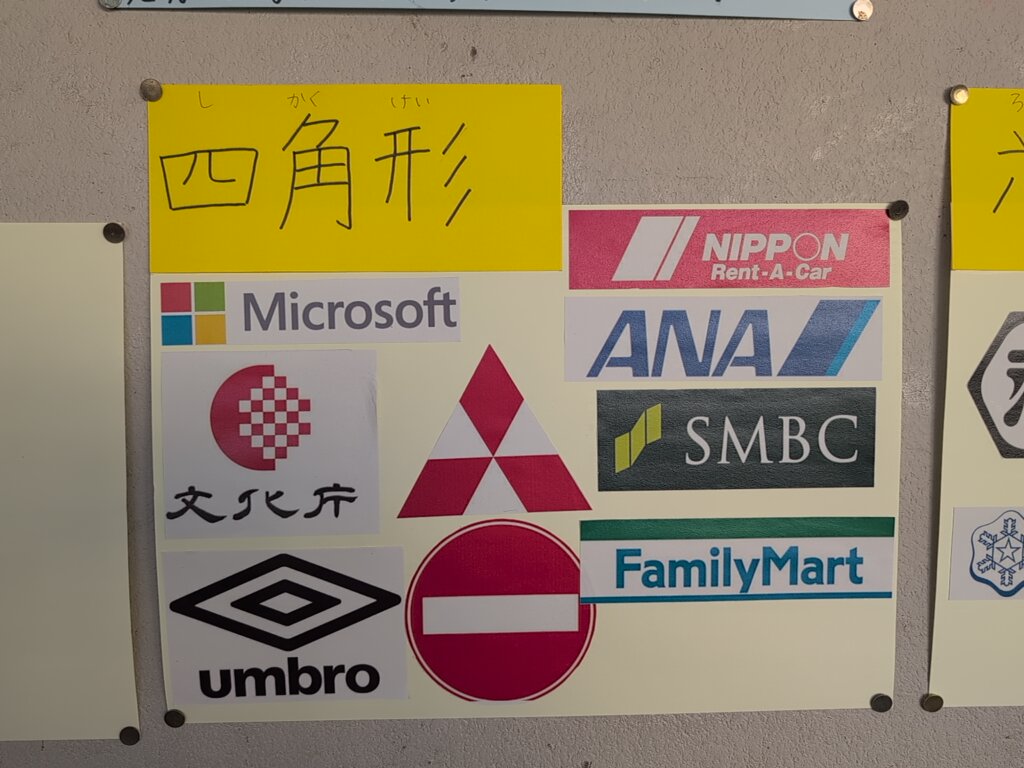 し かく けい
四角形
NIPPON
Rent-A-Car
Microsoft
ANA
文化庁
SMBC
FamilyMart
umbro